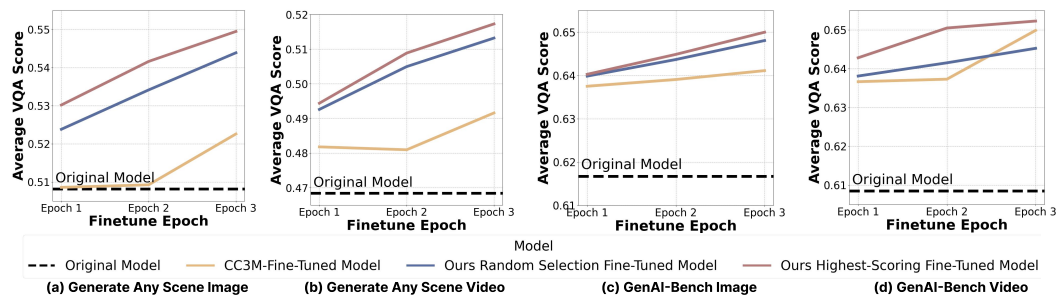 Average VQA Score
0.55
0.54
0.53
0.52
0.51
Original Model
Epoch 1 Epoch 2 Epoch 3
Finetune Epoch
Average VQA Score
0.52
0.51
0.50
0.49
0.48
0.47
Original Model
Epoch 1 Epoch 2 Epoch 3
Finetune Epoch
Average VQA Score
0.65
0.64
0.63
0.62
0.61
Original Model
Epoch 1 Epoch 2 Epoch 3
Finetune Epoch
Average VQA Score
0.65
0.64
0.63
0.62
0.61
Original Model
Epoch 1 Epoch 2 Epoch 3
Finetune Epoch
Model
Original Model CC3M-Fine-Tuned Model Ours Random Selection Fine-Tuned Model Ours Highest-Scoring Fine-Tuned Model
(a) Generate Any Scene Image (b) Generate Any Scene Video (c) GenAI-Bench Image (d) GenAI-Bench Video